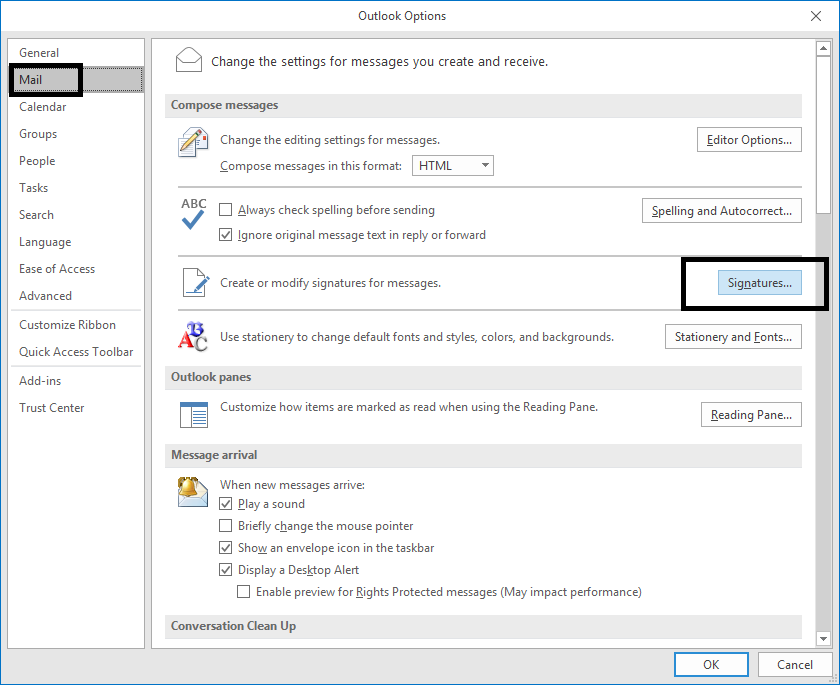 Outlook Options
General
Mail
Calendar
Groups
People
Tasks
Search
Language
Ease of Access
Advanced
Customize Ribbon
Quick Access Toolbar
Add-ins
Trust Center
Change the settings for messages you create and receive.
Compose messages
Change the editing settings for messages.
Editor Options...
Compose messages in this format: HTML
ABC
Always check spelling before sending
Spelling and Autocorrect...
Ignore original message text in reply or forward
Create or modify signatures for messages.
Signatures...
ABC
Use stationery to change default fonts and styles, colors, and backgrounds.
Stationery and Fonts...
Outlook panes
Customize how items are marked as read when using the Reading Pane.
Reading Pane...
Message arrival
When new messages arrive:
Play a sound
Briefly change the mouse pointer
Show an envelope icon in the taskbar
Display a Desktop Alert
Enable preview for Rights Protected messages (May impact performance)
Conversation Clean Up
OK
Cancel